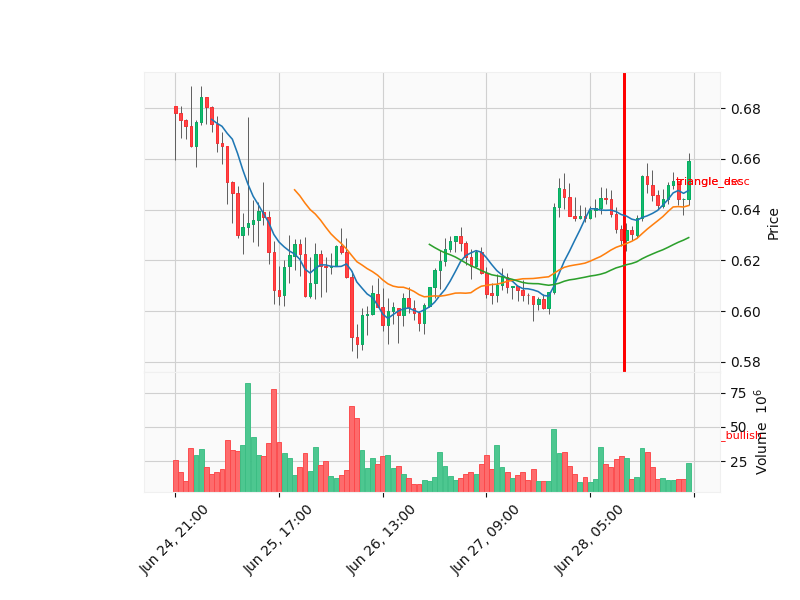 0.68
0.66
0.64
0.62
0.60
0.58
Price
75
50
25
Volume 10^6
bullish
Jun 24, 21:00
Jun 25, 17:00
Jun 26, 13:00
Jun 27, 09:00
Jun 28, 05:00